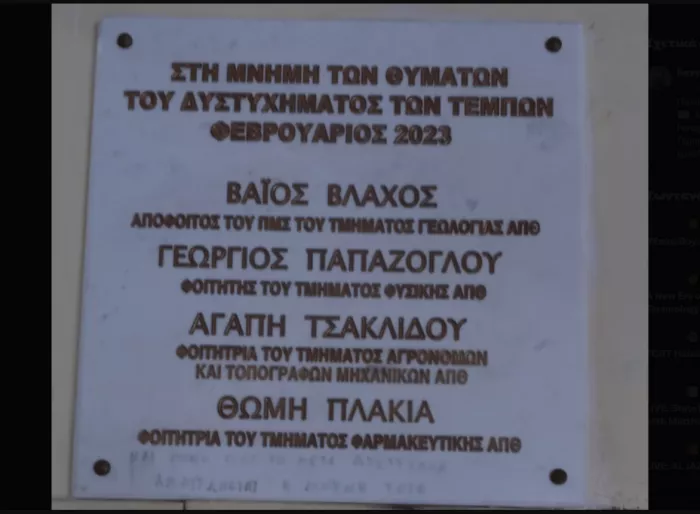 ΣΤΗ ΜΝΗΜΗ ΤΩΝ ΘΥΜΑΤΩΝ
ΤΟΥ ΔΥΣΤΥΧΗΜΑΤΟΣ ΤΩΝ ΤΕΜΠΩΝ
ΦΕΒΡΟΥΑΡΙΟΣ 2023
ΒΑΪΟΣ ΒΛΑΧΟΣ
ΑΠΟΦΟΙΤΟΣ ΤΟΥ ΠΜΣ ΤΟΥ ΤΜΗΜΑΤΟΣ ΓΕΩΛΟΓΙΑΣ ΑΠΘ
ΓΕΩΡΓΙΟΣ ΠΑΠΑΖΟΓΛΟΥ
ΦΟΙΤΗΤΗΣ ΤΟΥ ΤΜΗΜΑΤΟΣ ΦΥΣΙΚΗΣ ΑΠΘ
ΑΓΑΠΗ ΤΣΑΚΛΙΔΟΥ
ΦΟΙΤΗΤΡΙΑ ΤΟΥ ΤΜΗΜΑΤΟΣ ΑΓΡΟΝΟΜΩΝ
ΚΑΙ ΤΟΠΟΓΡΑΦΩΝ ΜΗΧΑΝΙΚΩΝ ΑΠΘ
ΘΩΜΗ ΠΛΑΚΙΑ
ΦΟΙΤΗΤΡΙΑ ΤΟΥ ΤΜΗΜΑΤΟΣ ΦΑΡΜΑΚΕΥΤΙΚΗΣ ΑΠΘ